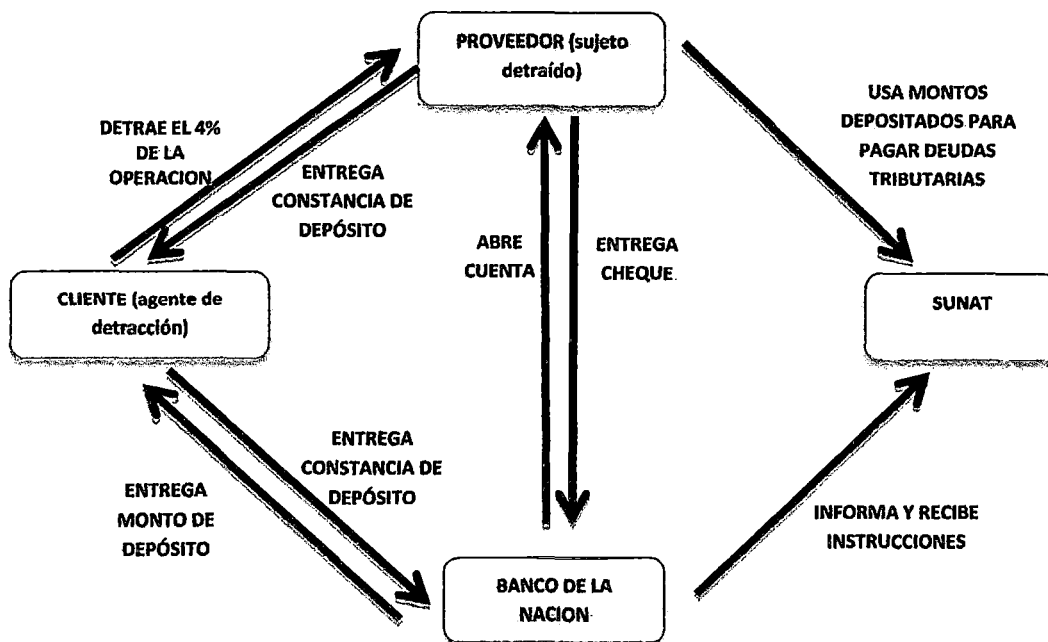 PROVEEDOR (sujeto
detraído)
DETRAE EL 4%
DE LA
OPERACION
ENTREGA
CONSTANCIA DE
DEPÓSITO
USA MONTOS
DEPOSITADOS PARA
PAGAR DEUDAS
TRIBUTARIAS
ABRE
CUENTA
ENTREGA
CHEQUE
CLIENTE (agente de
detracción)
SUNAT
ENTREGA
MONTO DE
DEPÓSITO
ENTREGA
CONSTANCIA DE
DEPÓSITO
INFORMA Y RECIBE
INSTRUCCIONES
BANCO DE LA
NACION